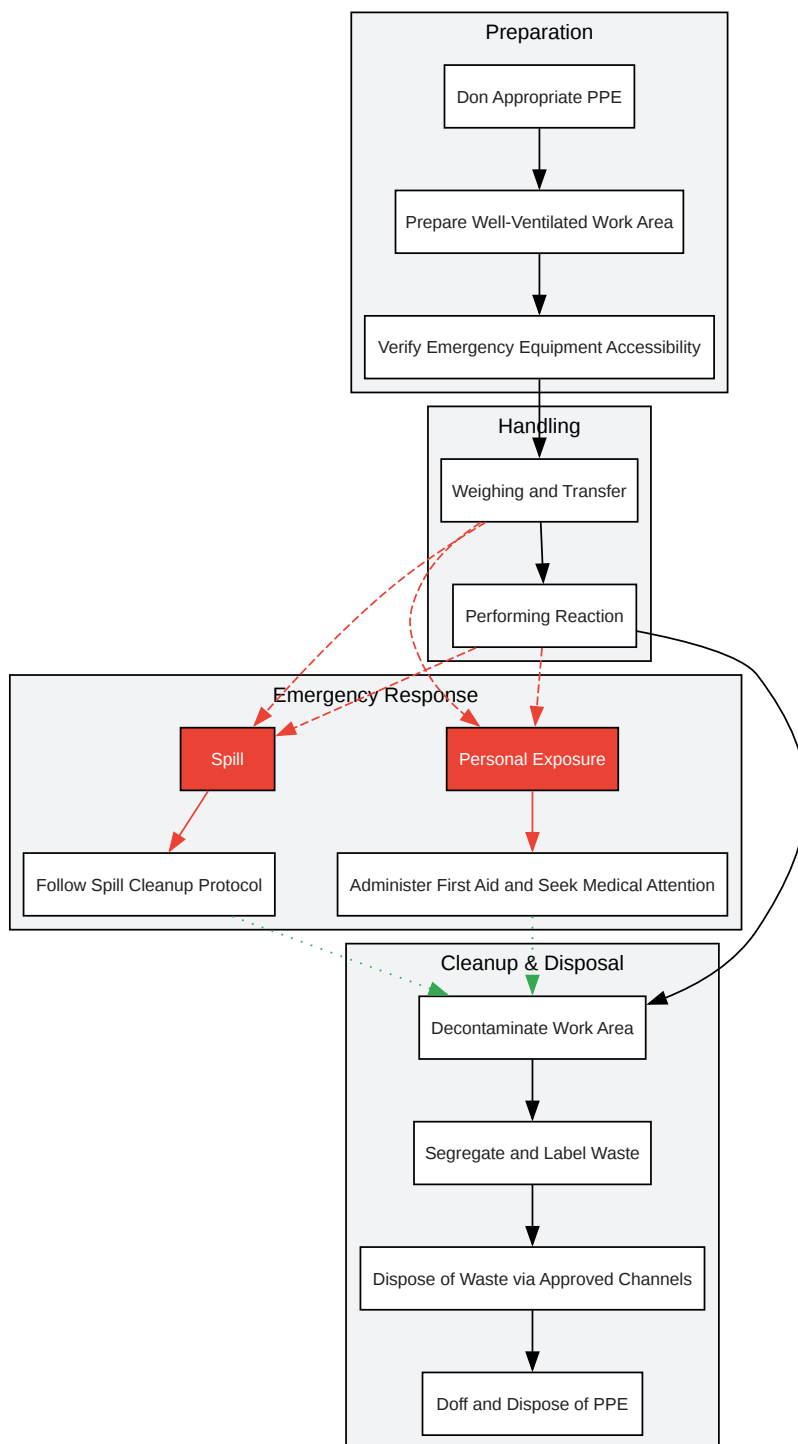 Preparation
Don Appropriate PPE
Prepare Well-Ventilated Work Area
Verify Emergency Equipment Accessibility
Handling
Weighing and Transfer
Performing Reaction
Emergency Response
Spill
Personal Exposure
Follow Spill Cleanup Protocol
Administer First Aid and Seek Medical Attention
Cleanup & Disposal
Decontaminate Work Area
Segregate and Label Waste
Dispose of Waste via Approved Channels
Doff and Dispose of PPE